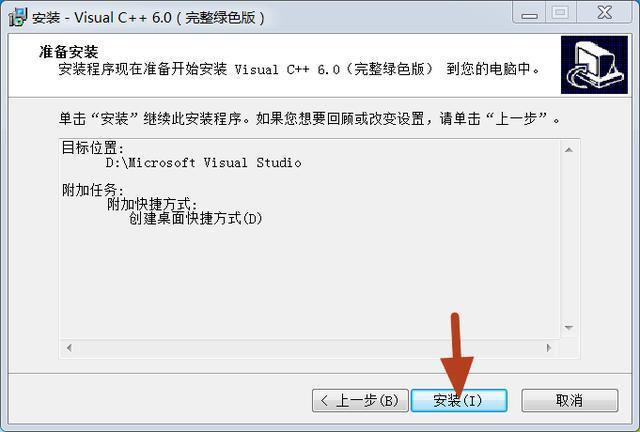 安装 - Visual C++ 6.0（完整绿色版）
准备安装
安装程序现在准备开始安装 Visual C++ 6.0（完整绿色版） 到您的电脑中。
单击“安装”继续此安装程序。如果您想要回顾或改变设置，请单击“上一步”。
目标位置:
D:\Microsoft Visual Studio
附加任务:
附加快捷方式:
创建桌面快捷方式(D)
< 上一步(B) 安装(I) 取消